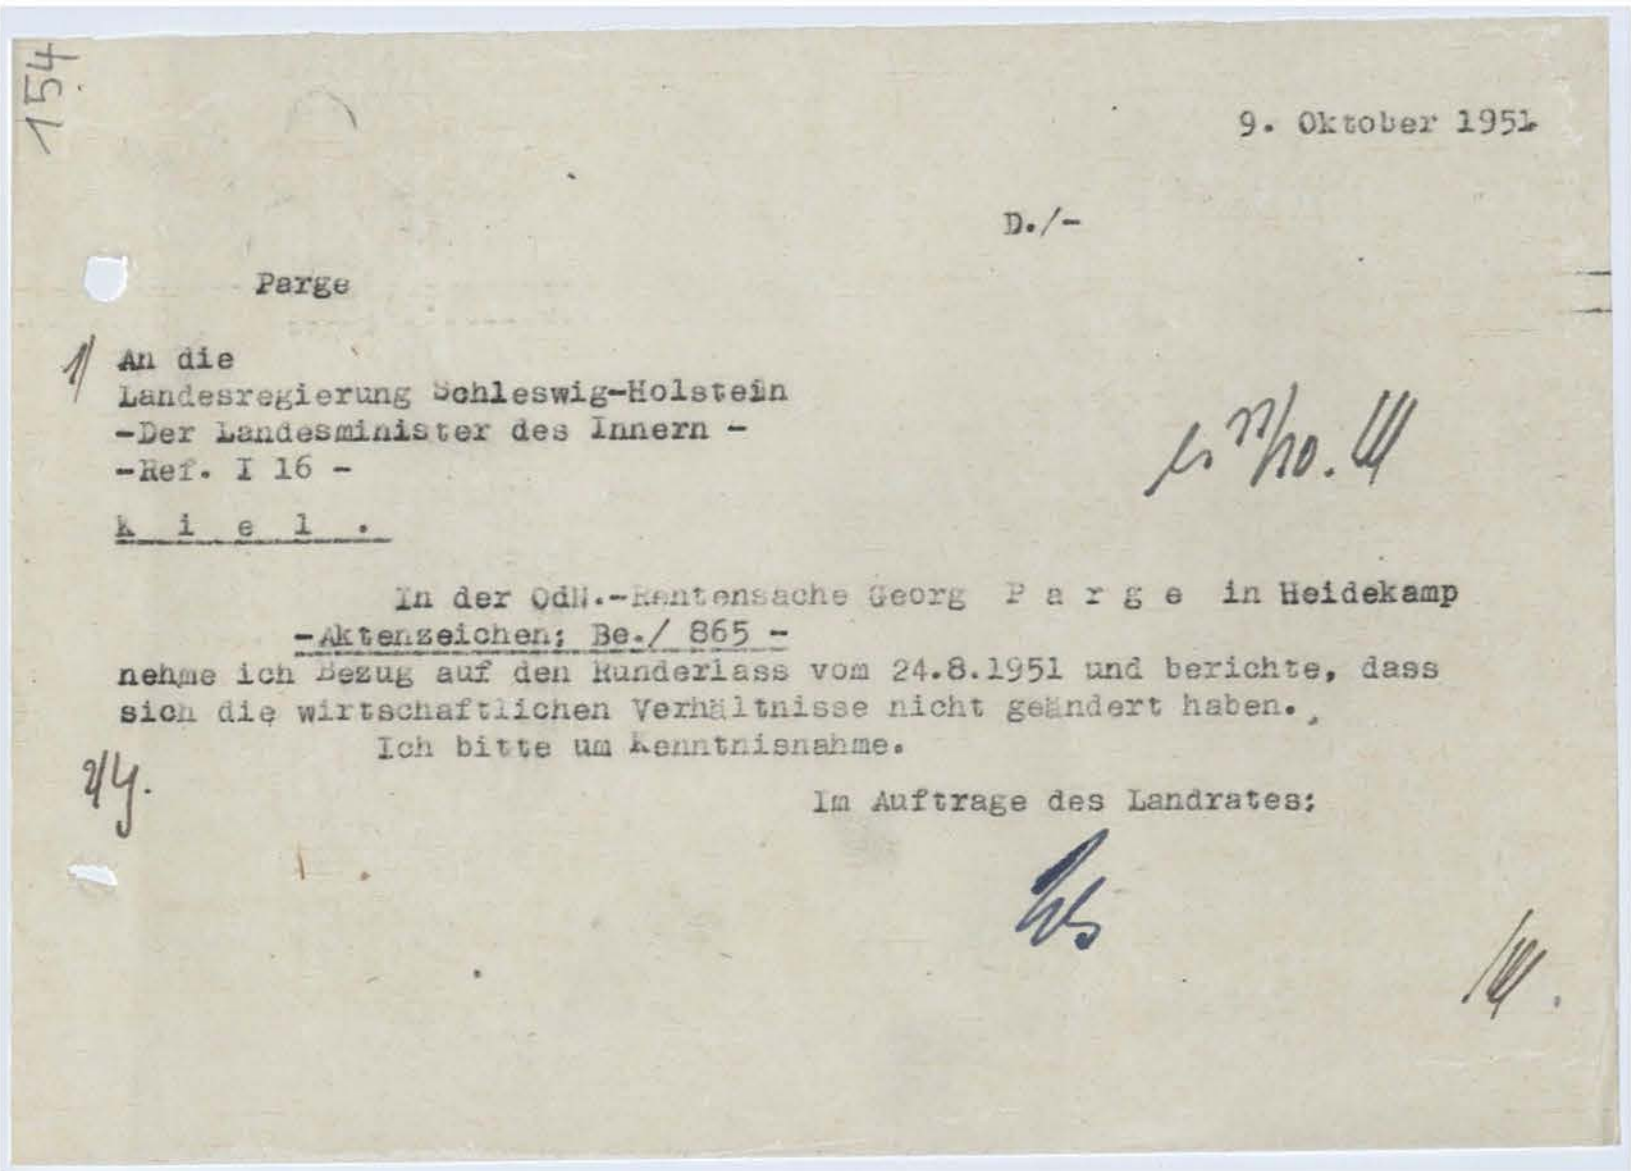 154
9. Oktober 1951
D./-
Parge
1/ An die
Landesregierung Schleswig-Holstein
-Der Landesminister des Innern -
-Ref. I 16 -
K i e l .
In der OdN.-Rentensache Georg P a r g e in Heidekamp
-Aktenzeichen: Be./ 865 -
nehme ich Bezug auf den Runderlass vom 24.8.1951 und berichte, dass
sich die wirtschaftlichen Verhältnisse nicht geändert haben.
Ich bitte um Kenntnisnahme.
Im Auftrage des Landrates: